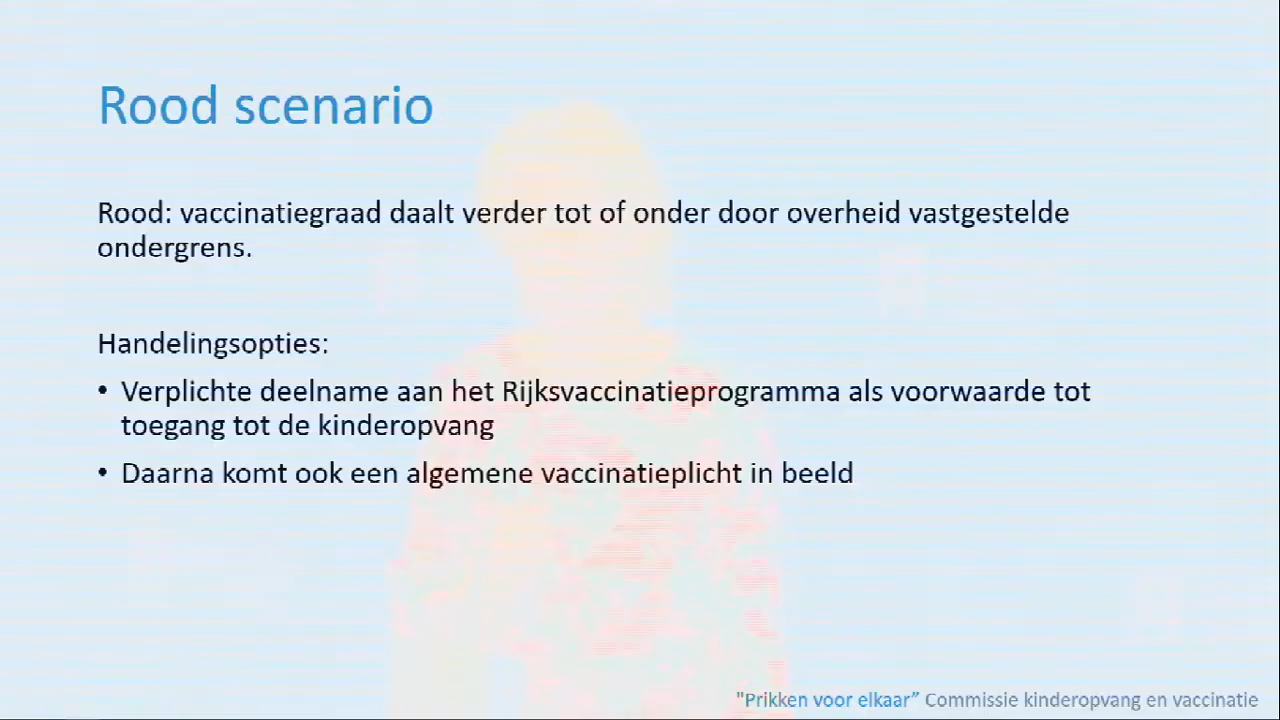 Rood scenario
Rood: vaccinatiegraad daalt verder tot of onder door overheid vastgestelde
ondergrens.
Handelingsopties:
• Verplichte deelname aan het Rijksvaccinatieprogramma als voorwaarde tot
toegang tot de kinderopvang
• Daarna komt ook een algemene vaccinatieplicht in beeld
"Prikken voor elkaar” Commissie kinderopvang en vaccinatie